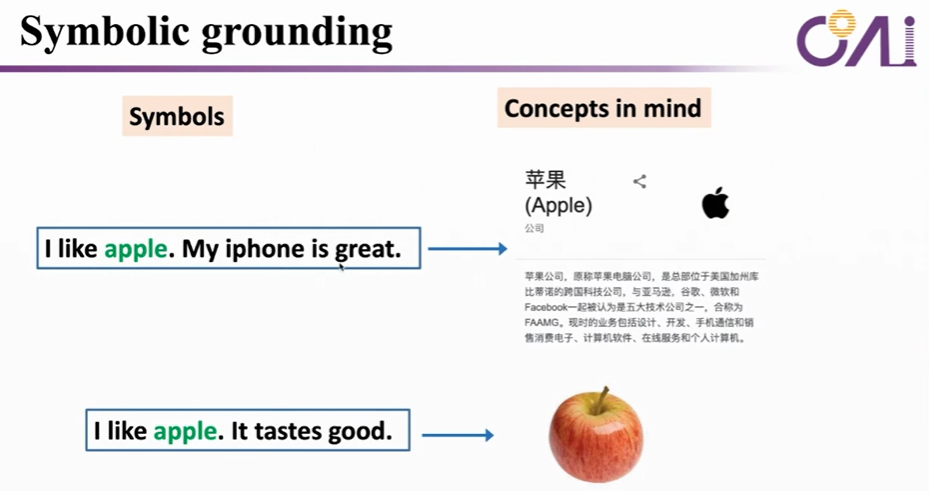 Symbolic grounding
COAi
Symbols
Concepts in mind
苹果
(Apple)
公司
I like apple. My iphone is great.
苹果公司，原称苹果电脑公司，是总部位于美国加州库
比蒂诺的跨国科技公司，与亚马逊、谷歌、微软和
Facebook一起被认为是五大技术公司之一，合称为
FAAMG。现时的业务包括设计、开发、手机通信和销
售消费电子、计算机软件、在线服务和个人计算机。
I like apple. It tastes good.